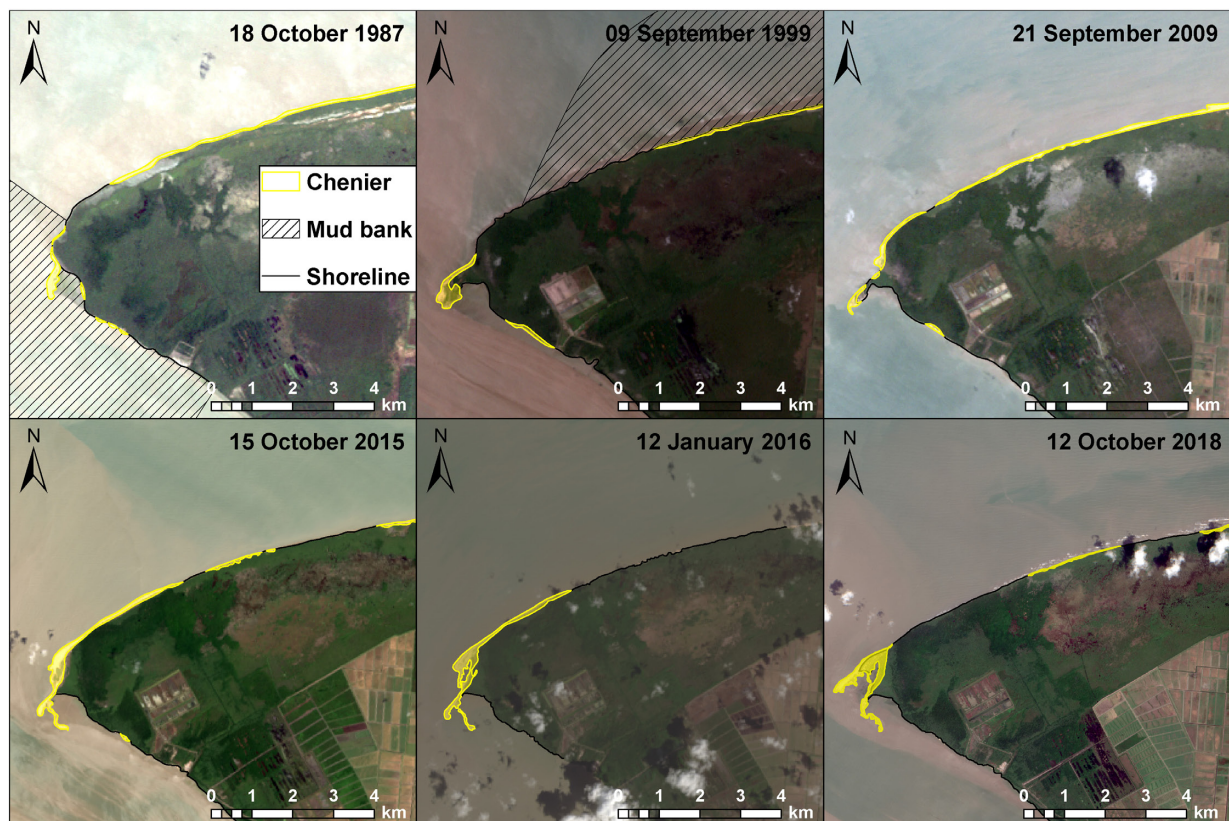 N
18 October 1987
Chenier
Mud bank
Shoreline
0 1 2 3 4
km
N
09 September 1999
0 1 2 3 4
km
N
21 September 2009
0 1 2 3 4
km
N
15 October 2015
0 1 2 3 4
km
N
12 January 2016
0 1 2 3 4
km
N
12 October 2018
0 1 2 3 4
km